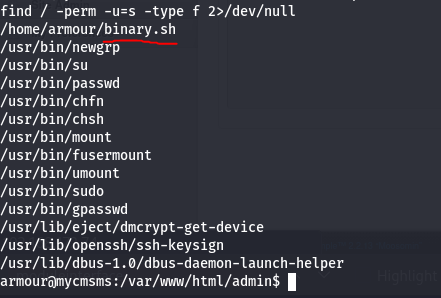 find / -perm -u=s -type f 2>/dev/null
/home/armour/binary.sh
/usr/bin/newgrp
/usr/bin/su
/usr/bin/passwd
/usr/bin/chfn
/usr/bin/chsh
/usr/bin/mount
/usr/bin/fusermount
/usr/bin/umount
/usr/bin/sudo
/usr/bin/gpasswd
/usr/lib/eject/dmcrypt-get-device
/usr/lib/openssh/ssh-keysign
/usr/lib/dbus-1.0/dbus-daemon-launch-helper
armour@mycmsms:/var/www/html/admin$